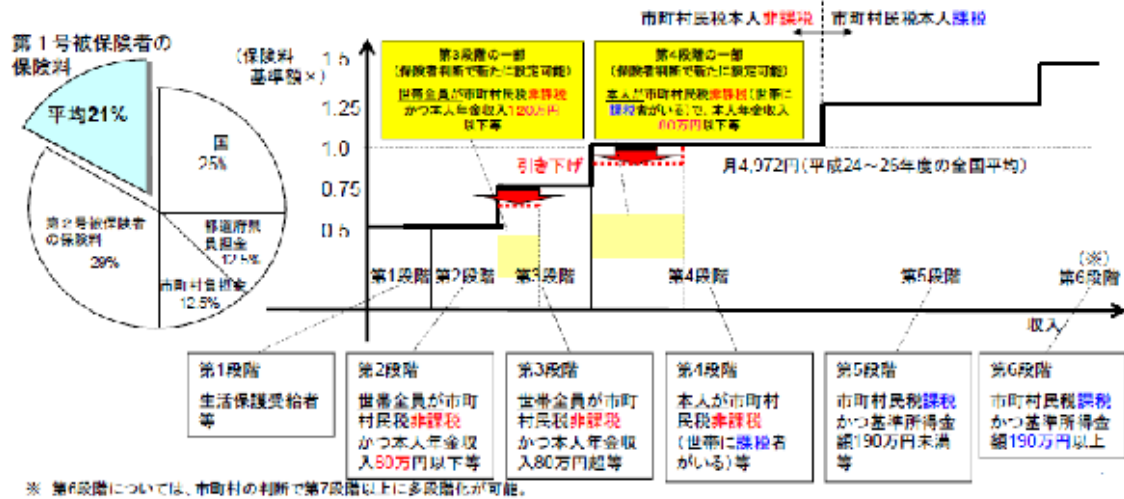 市町村民税本人非課税 市町村民税本人課税
第1号被保険者の
保険料
平均21%
国
25%
都道府県
負担金
12.5%
市町村負担金
12.5%
第2号被保険者
の保険料
29%
(保険料
基準額×)
1.5
1.25
1.0
0.75
0.5
第3段階の一部
(保険者判断で新たに設定可能)
世帯全員が市町村民税非課税
かつ本人年金収入120万円
以下等
第4段階の一部
(保険者判断で新たに設定可能)
本人が市町村民税非課税(世帯に
課税者がいる)で、本人年金収入
80万円以下等
引き下げ
月4,972円(平成24～26年度の全国平均)
第1段階
第2段階
第3段階
第4段階
第5段階
(※)
第6段階
収入
第1段階
生活保護受給者
等
第2段階
世帯全員が市町
村民税非課税
かつ本人年金収
入80万円以下等
第3段階
世帯全員が市町
村民税非課税
かつ本人年金収
入80万円超等
第4段階
本人が市町村
民税非課税
(世帯に課税者
がいる)等
第5段階
市町村民税課税
かつ基準所得金
額190万円未満
等
第6段階
市町村民税課税
かつ基準所得金
額190万円以上
※ 第6段階については、市町村の判断で第7段階以上に多段階化が可能。